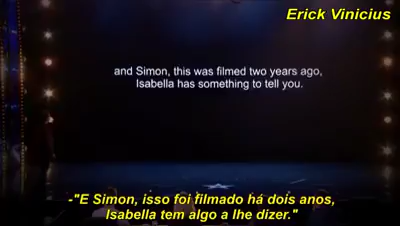 Erick Vinicius
and Simon, this was filmed two years ago,
Isabella has something to tell you.
-"E Simon, isso foi filmado há dois anos,
Isabella tem algo a lhe dizer."